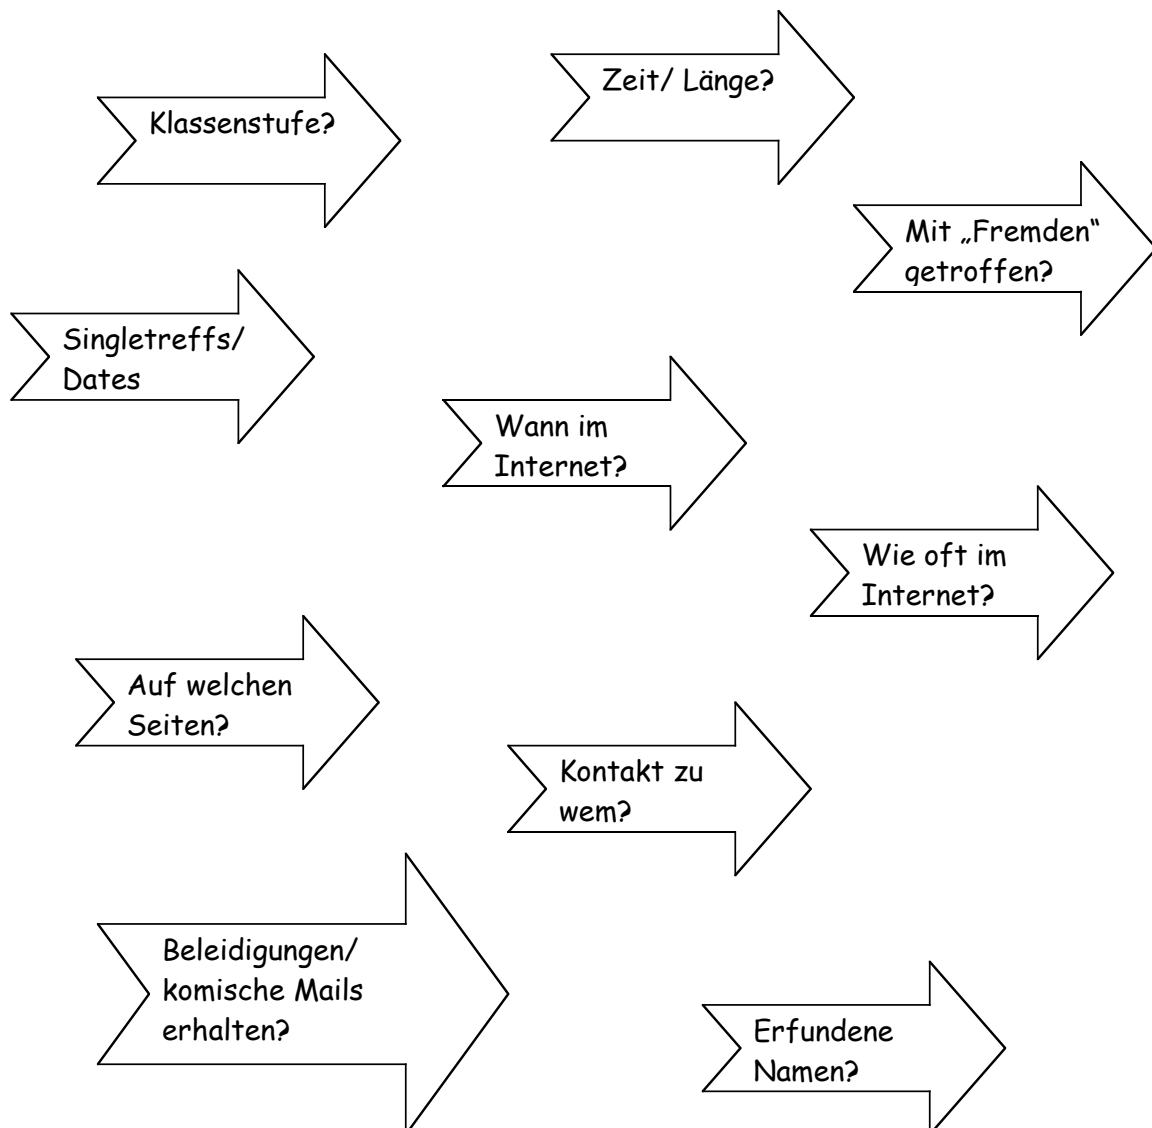 Zeit/ Länge?
Klassenstufe?
Mit „Fremden“
getroffen?
Singletreffs/
Dates
Wann im
Internet?
Wie oft im
Internet?
Auf welchen
Seiten?
Kontakt zu
wem?
Beleidigungen/
komische Mails
erhalten?
Erfundene
Namen?